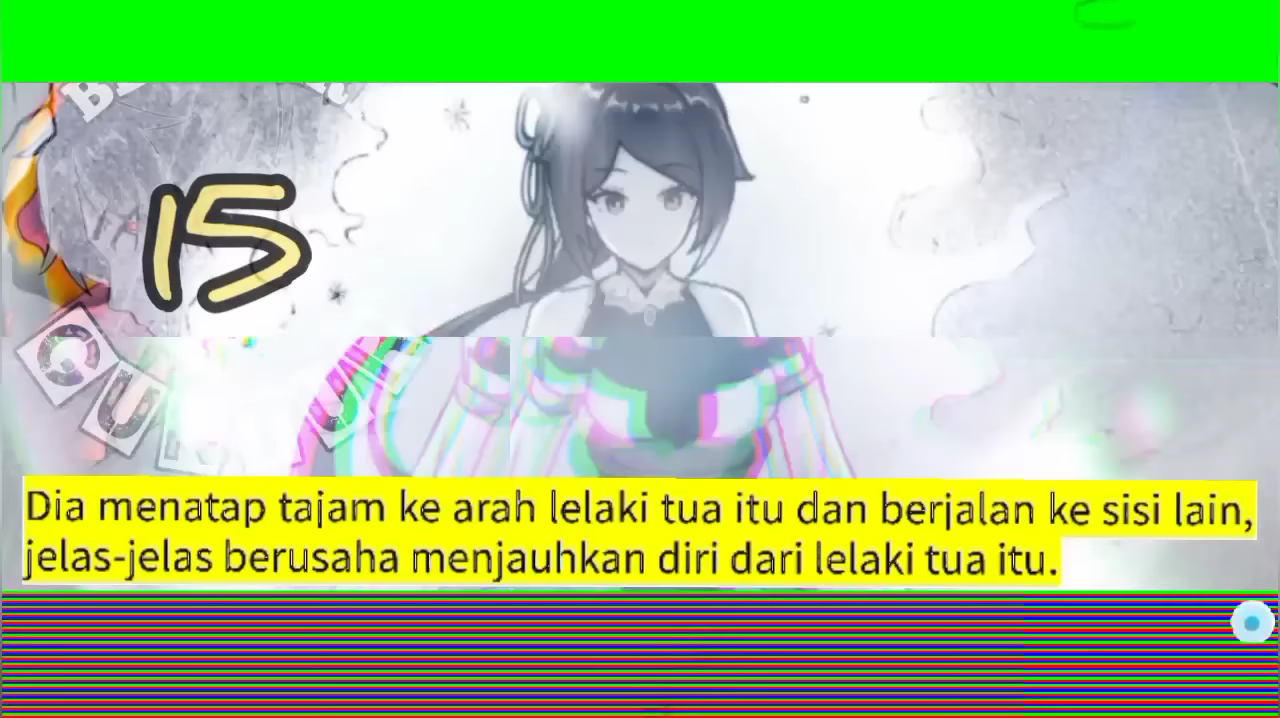 15
Dia menatap tajam ke arah lelaki tua itu dan berjalan ke sisi lain,
jelas-jelas berusaha menjauhkan diri dari lelaki tua itu.